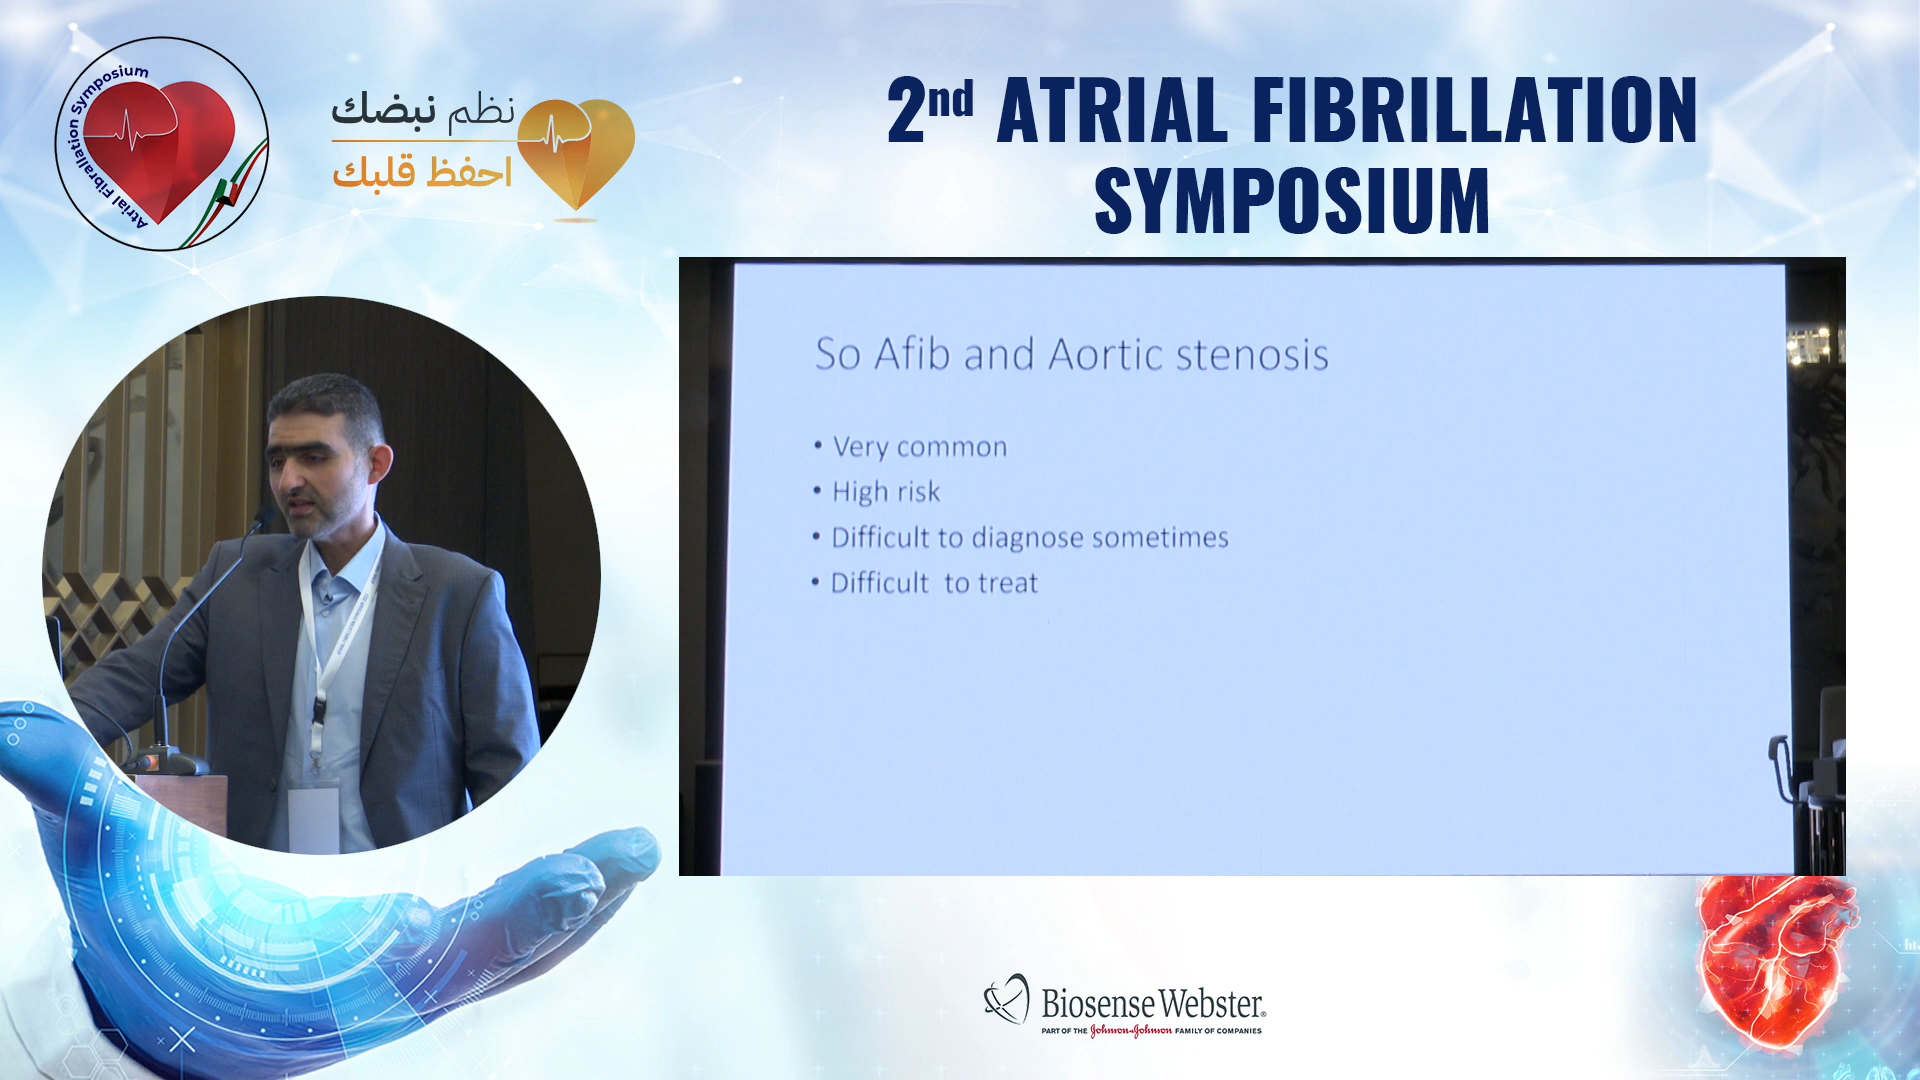 Atrial Fibrallation Symposium
نظم نبضك
احفظ قلبك
2nd ATRIAL FIBRILLATION
SYMPOSIUM
So Afib and Aortic stenosis
• Very common
• High risk
• Difficult to diagnose sometimes
• Difficult  to treat
Biosense Webster®
PART OF THE Johnson&Johnson FAMILY OF COMPANIES